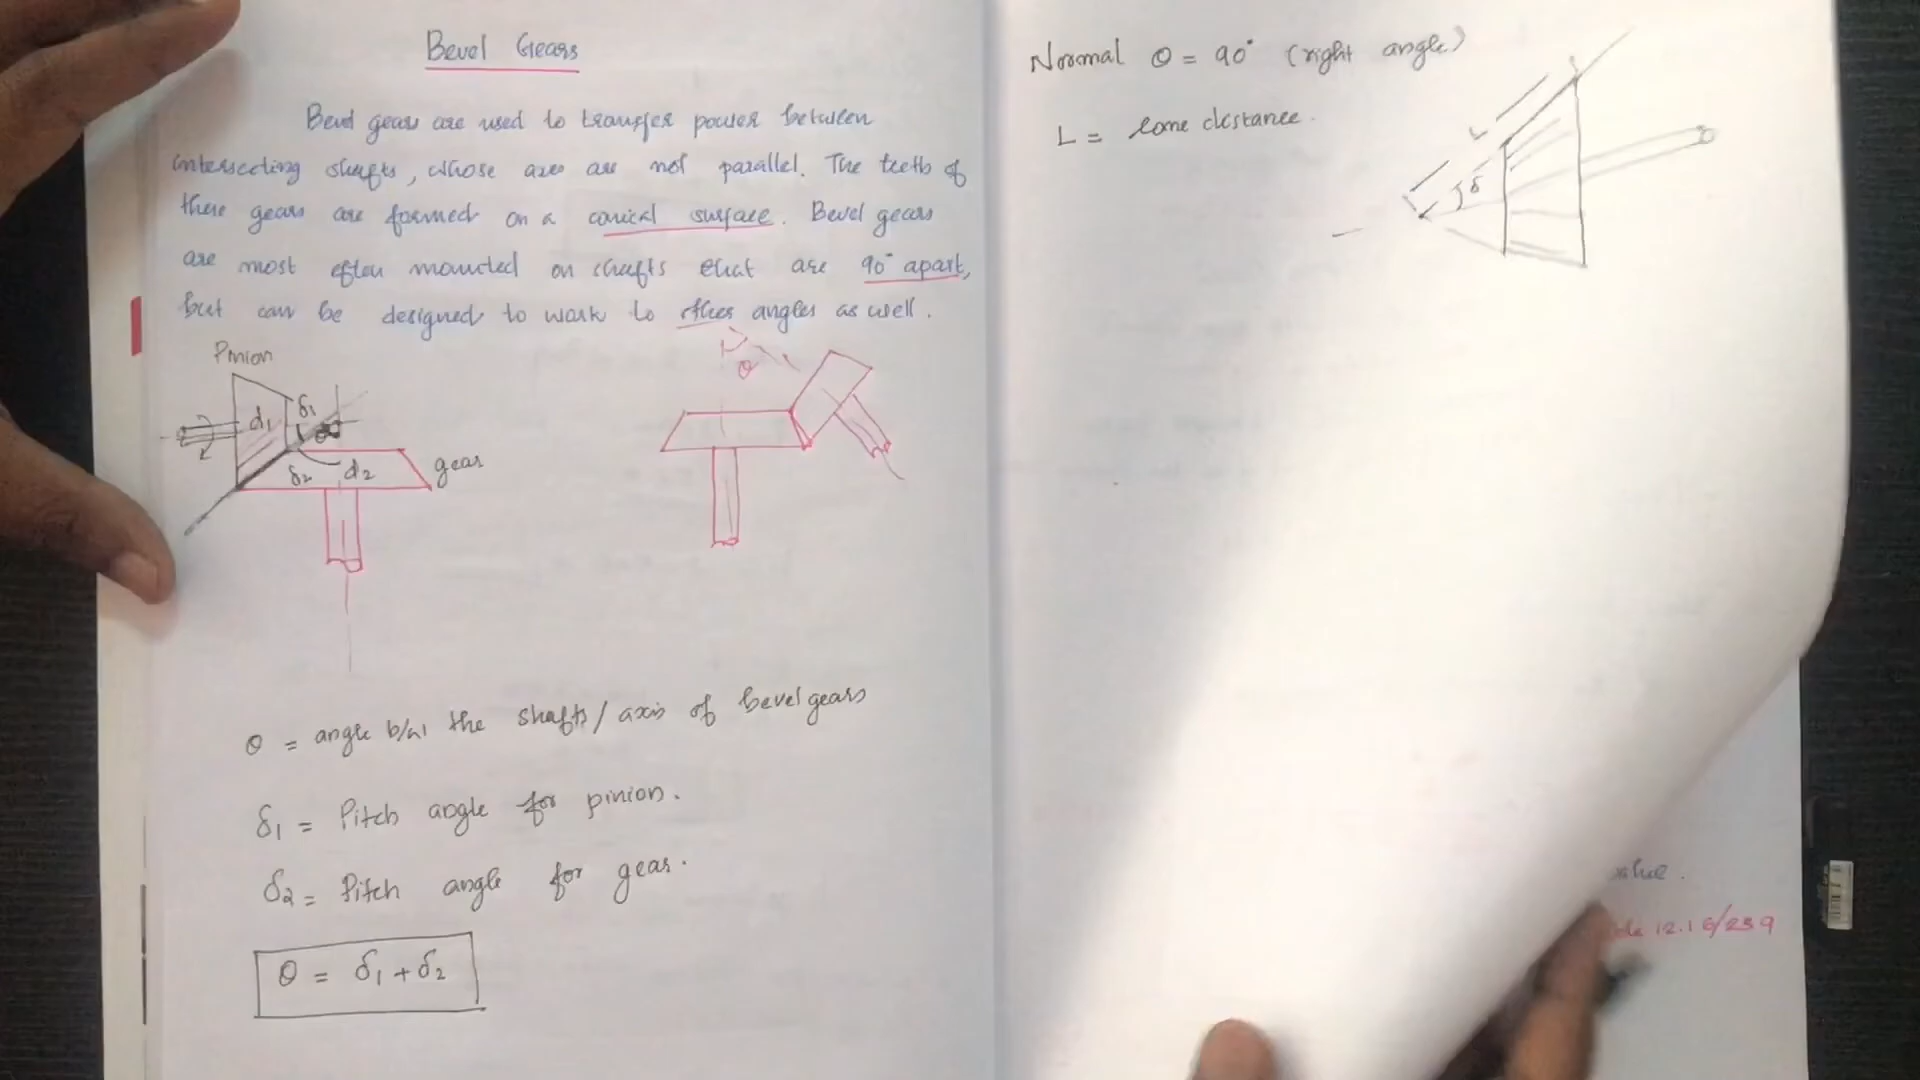 Bevel Gears
Bevel gears are used to transfer power between
intersecting shafts, whose axes are not parallel. The teeth of
these gears are formed on a conical surface. Bevel gears
are most often mounted on shafts that are 90° apart,
but can be designed to work to other angles as well.
Pinion
d1
δ1
θ
δ2
d2
gear
θ
θ = angle b/w the shafts/axis of bevel gears
δ1 = Pitch angle for pinion.
δ2 = Pitch angle for gear.
θ = δ1 + δ2
Normal θ = 90° (right angle)
L = cone distance.
L
δ
value.
12.16/239